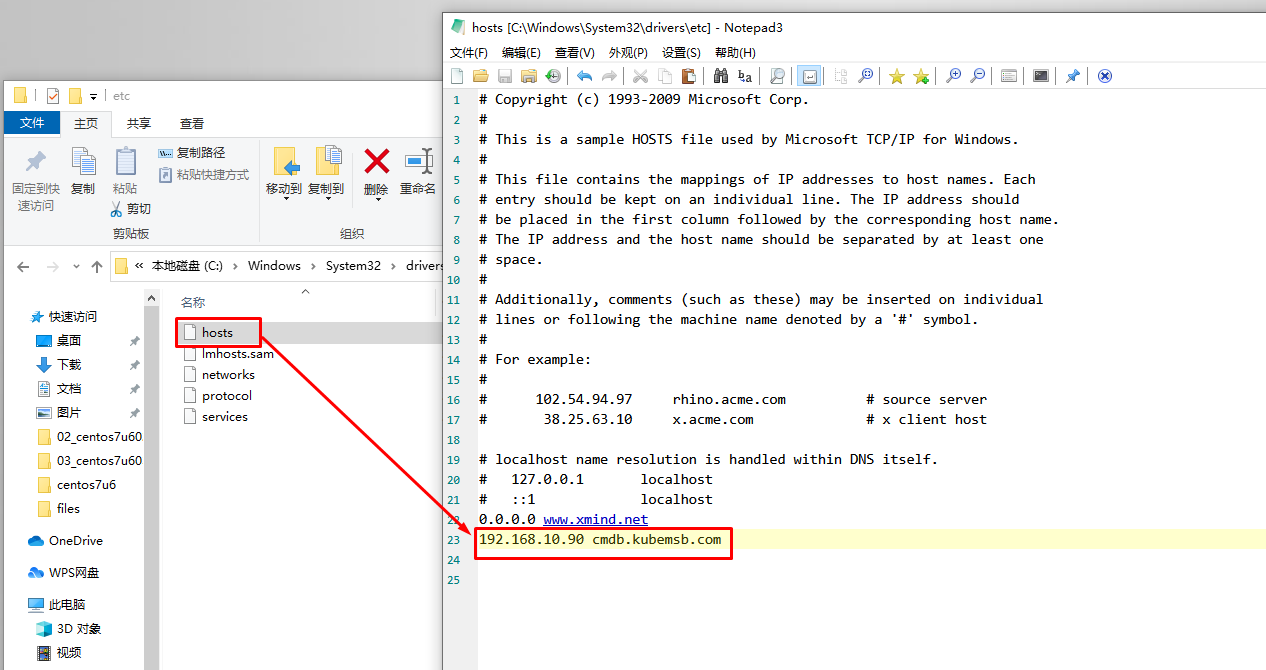 etc
文件 主页 共享 查看
固定到快速访问
复制
粘贴
复制路径
粘贴快捷方式
剪切
剪贴板
移动到 复制到 删除 重命名
组织
« 本地磁盘 (C:) › Windows › System32 › drivers
快速访问
桌面
下载
文档
图片
02_centos7u60
03_centos7u60
centos7u6
files
OneDrive
WPS网盘
此电脑
3D 对象
视频
名称
hosts
lmhosts.sam
networks
protocol
services
hosts [C:\Windows\System32\drivers\etc] - Notepad3
文件(F) 编辑(E) 查看(V) 外观(P) 设置(S) 帮助(H)
1 # Copyright (c) 1993-2009 Microsoft Corp.
2 #
3 # This is a sample HOSTS file used by Microsoft TCP/IP for Windows.
4 #
5 # This file contains the mappings of IP addresses to host names. Each
6 # entry should be kept on an individual line. The IP address should
7 # be placed in the first column followed by the corresponding host name.
8 # The IP address and the host name should be separated by at least one
9 # space.
10 #
11 # Additionally, comments (such as these) may be inserted on individual
12 # lines or following the machine name denoted by a '#' symbol.
13 #
14 # For example:
15 #
16 # 102.54.94.97 rhino.acme.com # source server
17 # 38.25.63.10 x.acme.com # x client host
18
19 # localhost name resolution is handled within DNS itself.
20 # 127.0.0.1 localhost
21 # ::1 localhost
22 0.0.0.0 www.xmind.net
23 192.168.10.90 cmdb.kubemsb.com
24
25